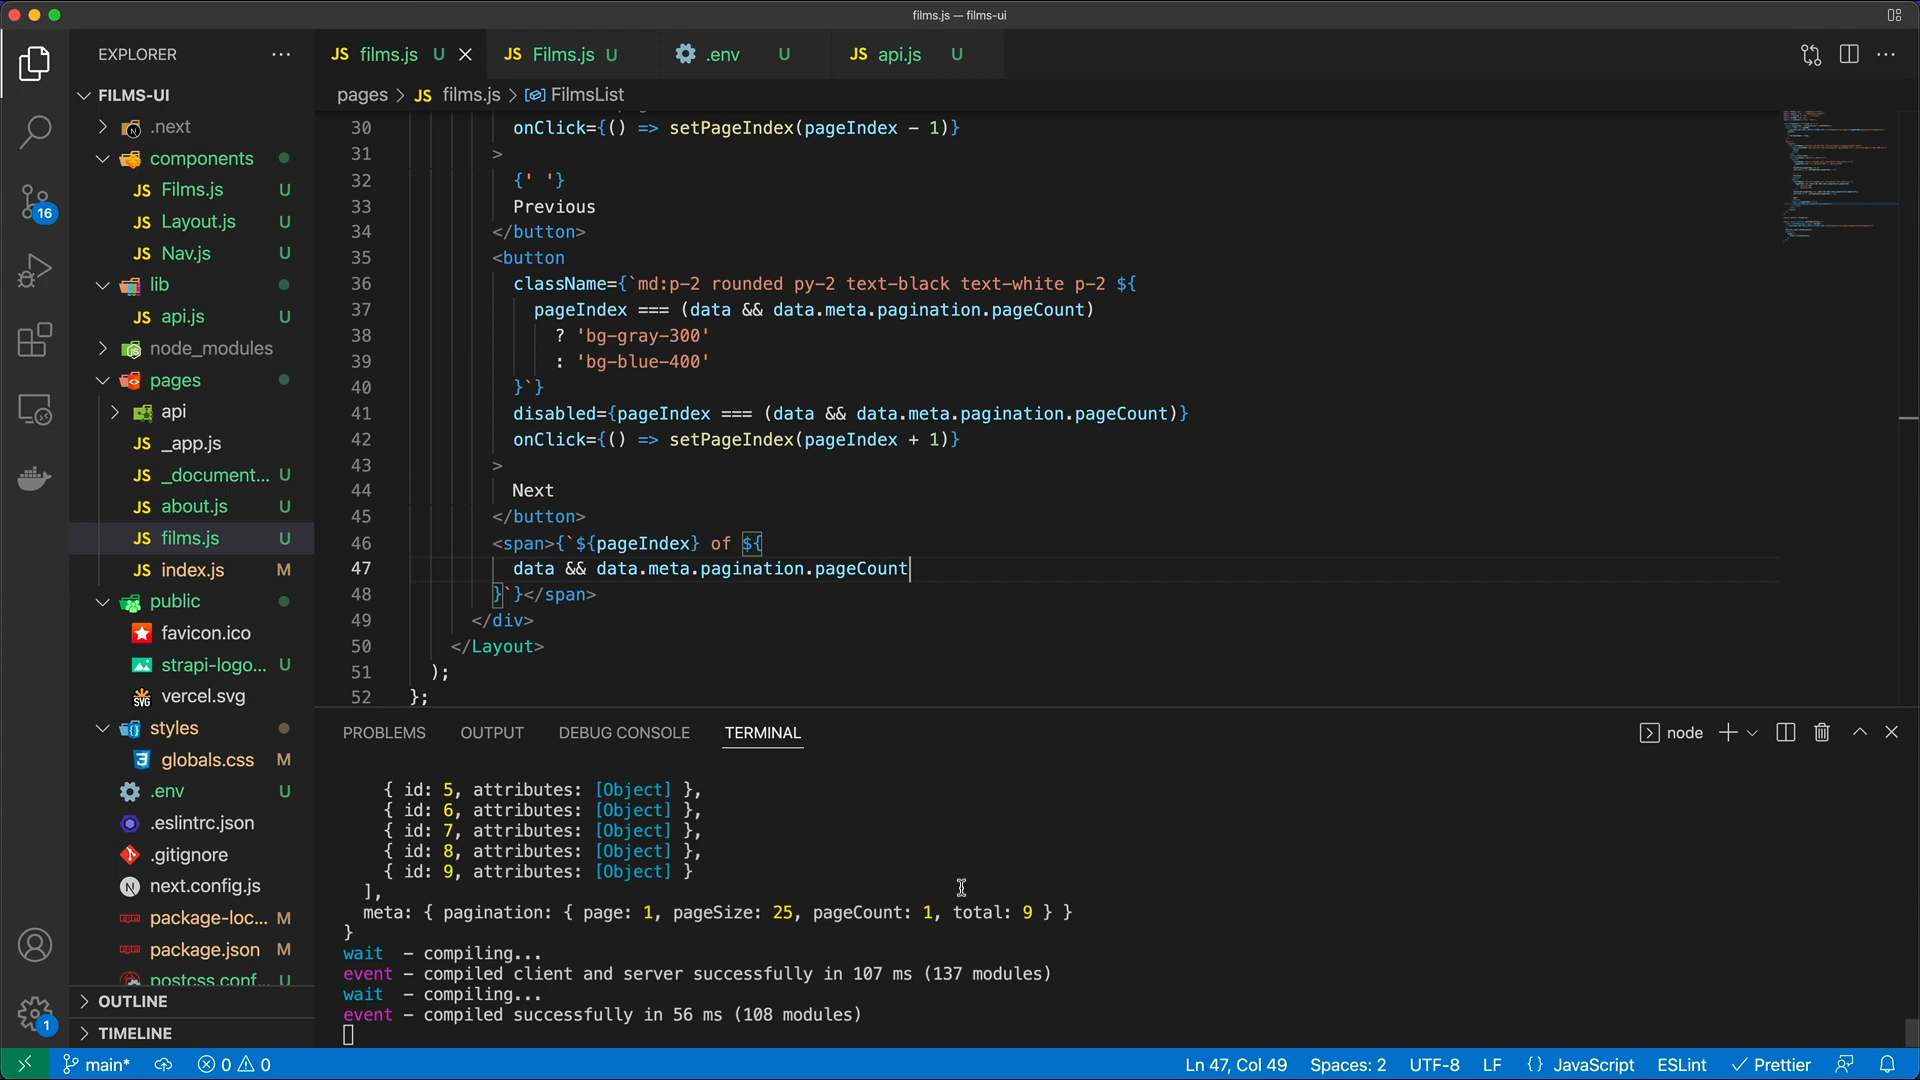 films.js — films-ui
EXPLORER
FILMS-UI
.next
components
Films.js U
Layout.js U
Nav.js U
lib
api.js U
node_modules
pages
api
_app.js
_document... U
about.js U
films.js U
index.js M
public
favicon.ico
strapi-logo... U
vercel.svg
styles
globals.css M
.env U
.eslintrc.json
.gitignore
next.config.js
package-loc... M
package.json M
postcss.conf... U
OUTLINE
TIMELINE
16
1
JS films.js U
JS Films.js U
.env U
JS api.js U
pages > JS films.js > FilmsList
30 onClick={() => setPageIndex(pageIndex - 1)}
31 >
32 {' '}
33 Previous
34 </button>
35 <button
36 className={`md:p-2 rounded py-2 text-black text-white p-2 ${
37 pageIndex === (data && data.meta.pagination.pageCount)
38 ? 'bg-gray-300'
39 : 'bg-blue-400'
40 }`}
41 disabled={pageIndex === (data && data.meta.pagination.pageCount)}
42 onClick={() => setPageIndex(pageIndex + 1)}
43 >
44 Next
45 </button>
46 <span>{`${pageIndex} of ${
47 data && data.meta.pagination.pageCount
48 }`}</span>
49 </div>
50 </Layout>
51 );
52 };
PROBLEMS OUTPUT DEBUG CONSOLE TERMINAL
node
{ id: 5, attributes: [Object] },
{ id: 6, attributes: [Object] },
{ id: 7, attributes: [Object] },
{ id: 8, attributes: [Object] },
{ id: 9, attributes: [Object] }
],
meta: { pagination: { page: 1, pageSize: 25, pageCount: 1, total: 9 } }
}
wait - compiling...
event - compiled client and server successfully in 107 ms (137 modules)
wait - compiling...
event - compiled successfully in 56 ms (108 modules)
main* 0 0 Ln 47, Col 49 Spaces: 2 UTF-8 LF {} JavaScript ESLint Prettier